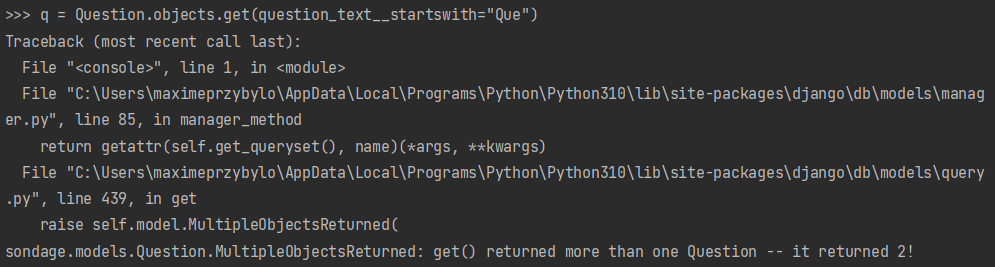 >>> q = Question.objects.get(question_text__startswith="Que")
Traceback (most recent call last):
  File "<console>", line 1, in <module>
  File "C:\Users\maximeprzybylo\AppData\Local\Programs\Python\Python310\lib\site-packages\django\db\models\manag
er.py", line 85, in manager_method
    return getattr(self.get_queryset(), name)(*args, **kwargs)
  File "C:\Users\maximeprzybylo\AppData\Local\Programs\Python\Python310\lib\site-packages\django\db\models\query
.py", line 439, in get
    raise self.model.MultipleObjectsReturned(
sondage.models.Question.MultipleObjectsReturned: get() returned more than one Question -- it returned 2!